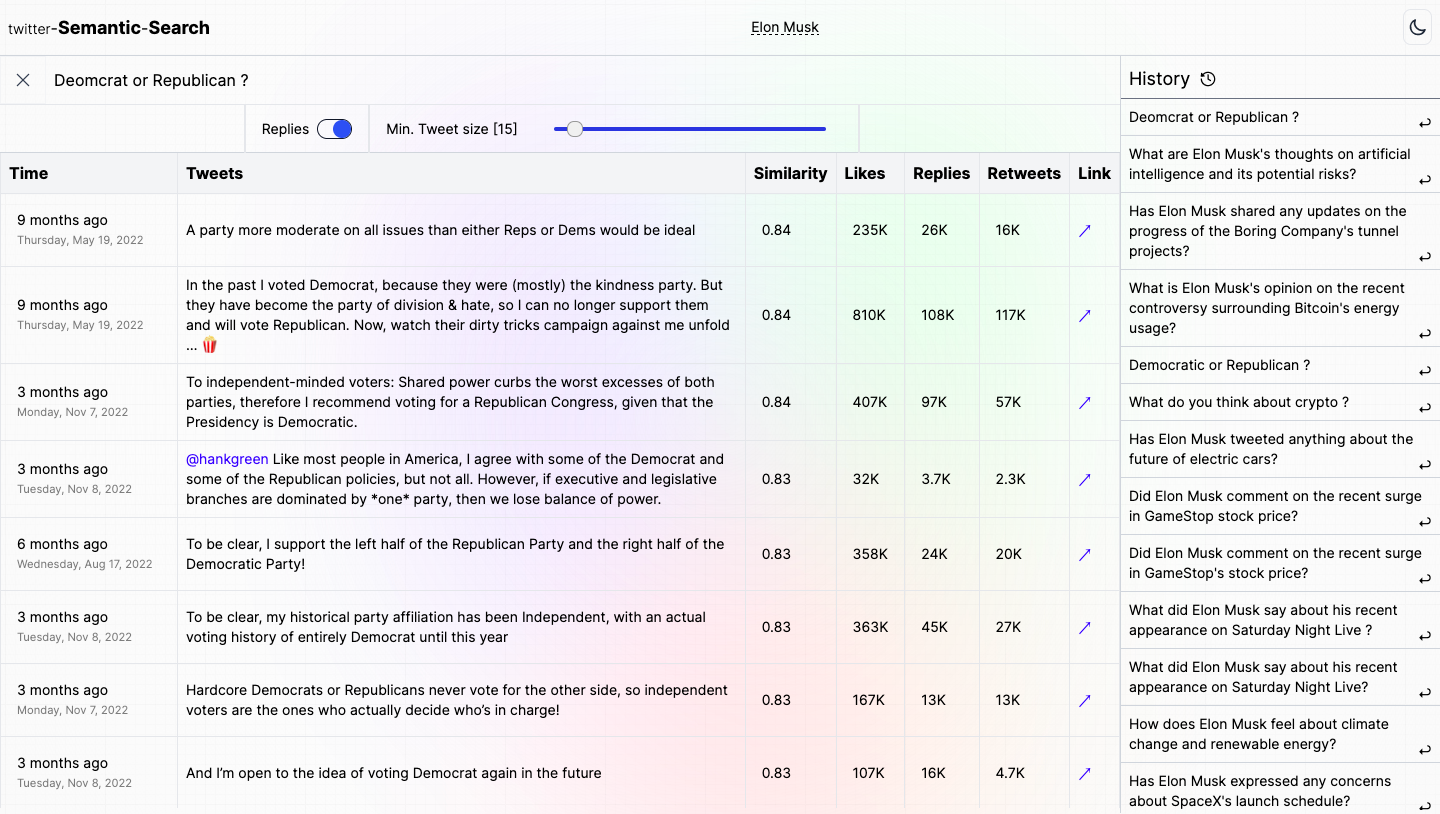 twitter-Semantic-Search
Elon Musk
Deomcrat or Republican ?
Replies
Min. Tweet size [15]
Time Tweets Similarity Likes Replies Retweets Link
9 months ago
Thursday, May 19, 2022
A party more moderate on all issues than either Reps or Dems would be ideal
0.84 235K 26K 16K
9 months ago
Thursday, May 19, 2022
In the past I voted Democrat, because they were (mostly) the kindness party. But
they have become the party of division & hate, so I can no longer support them
and will vote Republican. Now, watch their dirty tricks campaign against me unfold
... 🍿
0.84 810K 108K 117K
3 months ago
Monday, Nov 7, 2022
To independent-minded voters: Shared power curbs the worst excesses of both
parties, therefore I recommend voting for a Republican Congress, given that the
Presidency is Democratic.
0.84 407K 97K 57K
3 months ago
Tuesday, Nov 8, 2022
@hankgreen Like most people in America, I agree with some of the Democrat and
some of the Republican policies, but not all. However, if executive and legislative
branches are dominated by *one* party, then we lose balance of power.
0.83 32K 3.7K 2.3K
6 months ago
Wednesday, Aug 17, 2022
To be clear, I support the left half of the Republican Party and the right half of the
Democratic Party!
0.83 358K 24K 20K
3 months ago
Tuesday, Nov 8, 2022
To be clear, my historical party affiliation has been Independent, with an actual
voting history of entirely Democrat until this year
0.83 363K 45K 27K
3 months ago
Monday, Nov 7, 2022
Hardcore Democrats or Republicans never vote for the other side, so independent
voters are the ones who actually decide who’s in charge!
0.83 167K 13K 13K
3 months ago
Tuesday, Nov 8, 2022
And I’m open to the idea of voting Democrat again in the future
0.83 107K 16K 4.7K
History
Deomcrat or Republican ?
What are Elon Musk's thoughts on artificial
intelligence and its potential risks?
Has Elon Musk shared any updates on the
progress of the Boring Company's tunnel
projects?
What is Elon Musk's opinion on the recent
controversy surrounding Bitcoin's energy
usage?
Democratic or Republican ?
What do you think about crypto ?
Has Elon Musk tweeted anything about the
future of electric cars?
Did Elon Musk comment on the recent surge
in GameStop stock price?
Did Elon Musk comment on the recent surge
in GameStop's stock price?
What did Elon Musk say about his recent
appearance on Saturday Night Live ?
What did Elon Musk say about his recent
appearance on Saturday Night Live?
How does Elon Musk feel about climate
change and renewable energy?
Has Elon Musk expressed any concerns
about SpaceX's launch schedule?